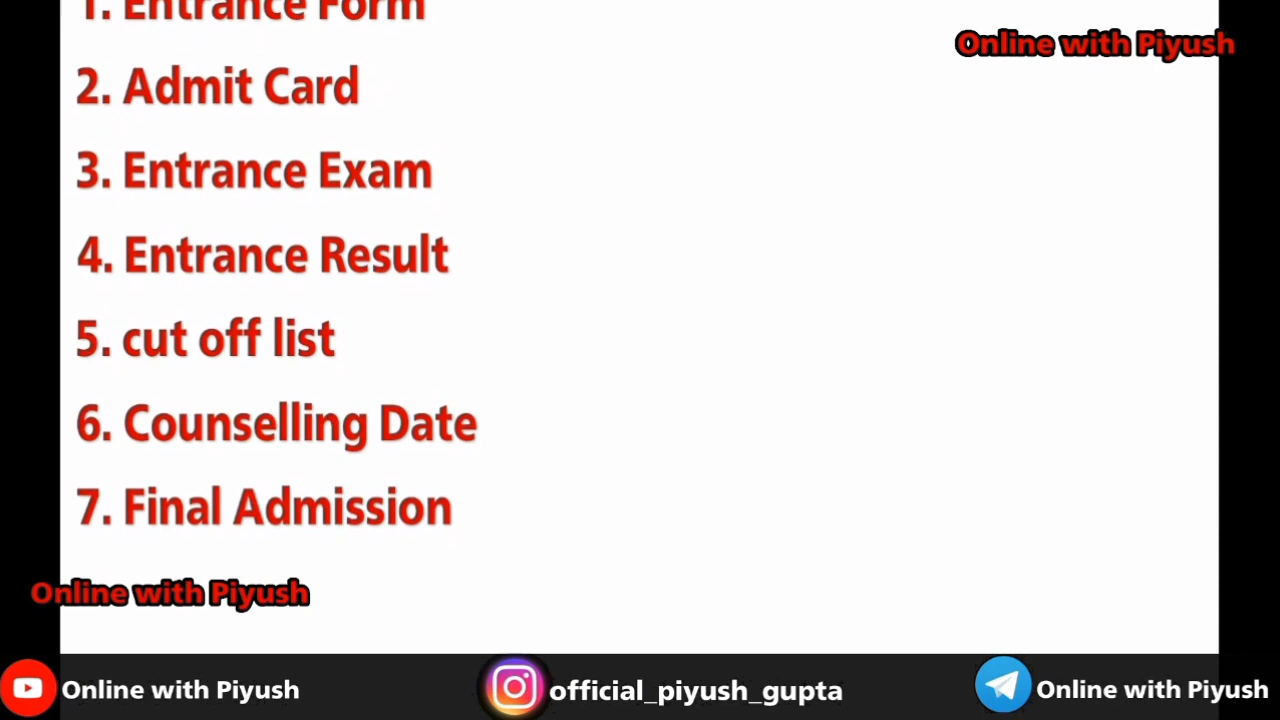 1. Entrance Form
Online with Piyush
2. Admit Card
3. Entrance Exam
4. Entrance Result
5. cut off list
6. Counselling Date
7. Final Admission
Online with Piyush
Online with Piyush
official_piyush_gupta
Online with Piyush